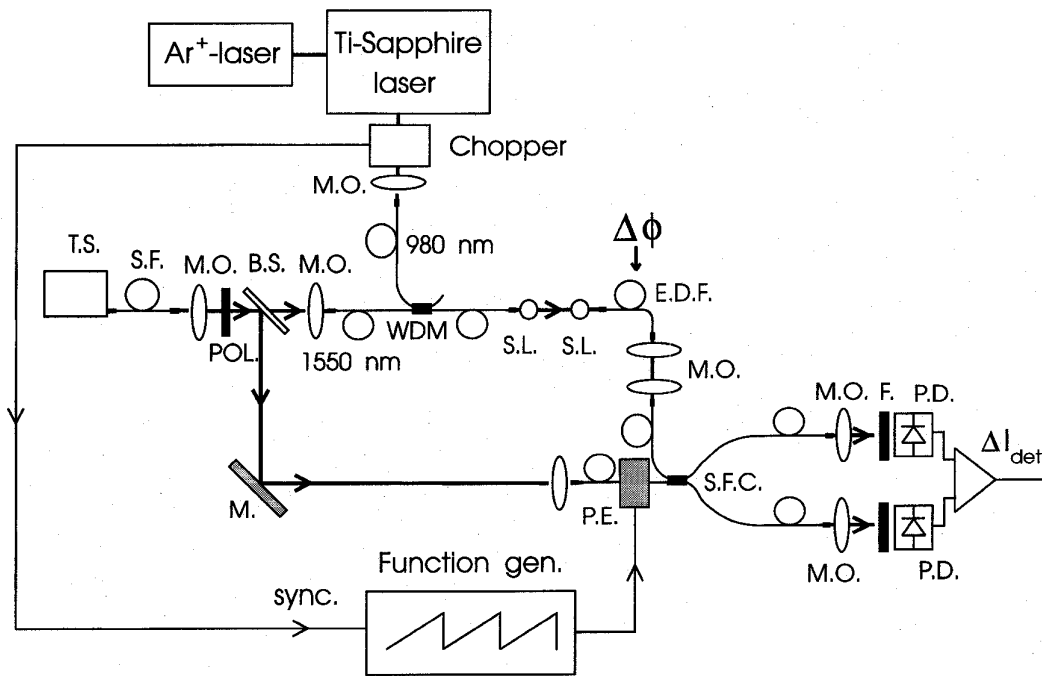 Ar⁺-laser
Ti-Sapphire
laser
Chopper
M.O.
980 nm
Δϕ
T.S.
S.F.
M.O.
B.S.
M.O.
E.D.F.
POL.
1550 nm
WDM
S.L.
S.L.
M.O.
M.O.
F.
P.D.
ΔI_det
M.
P.E.
S.F.C.
M.O.
P.D.
Function gen.
sync.